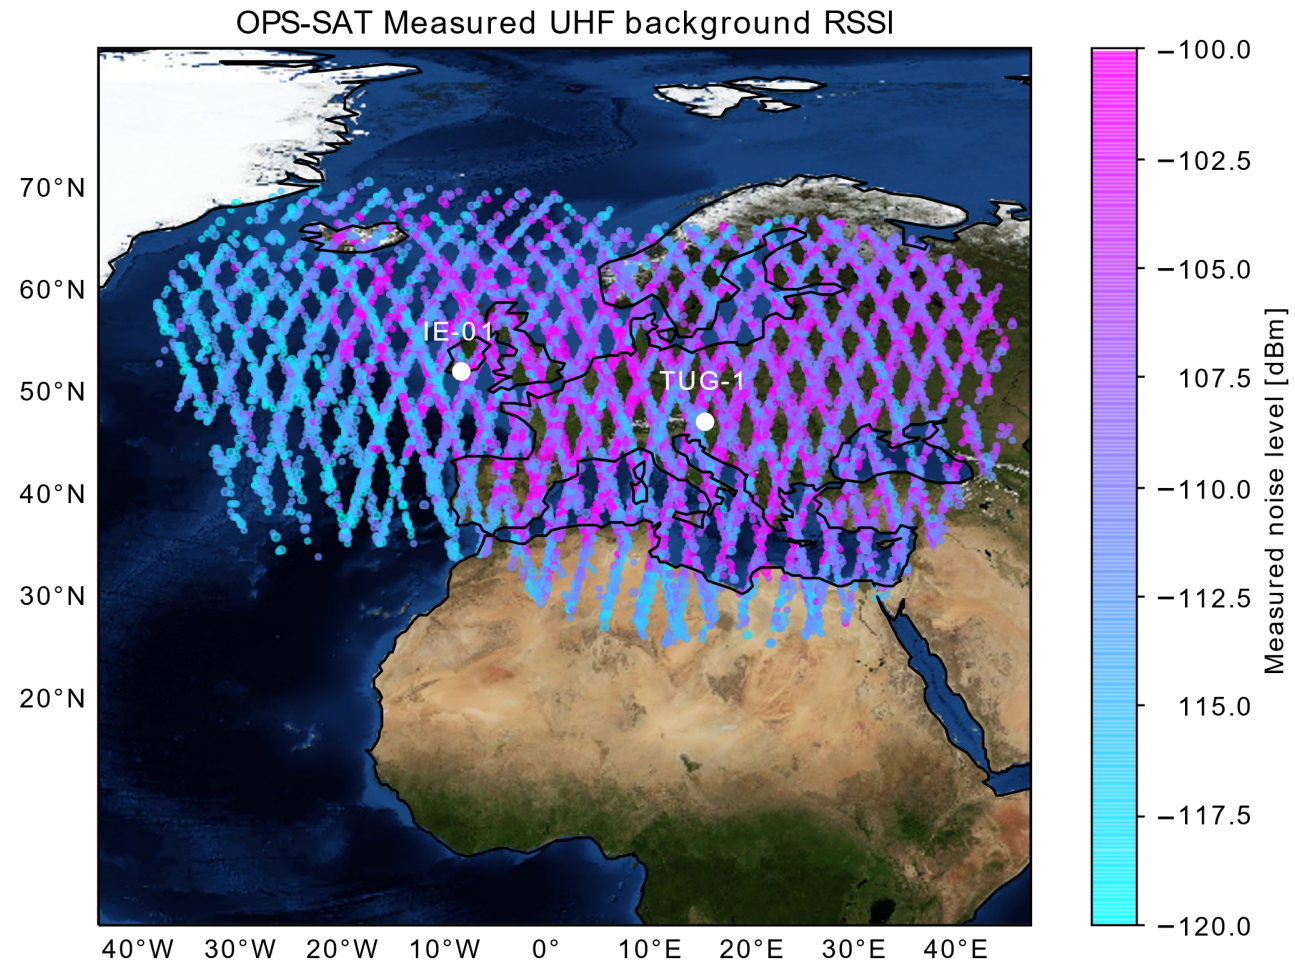 OPS-SAT Measured UHF background RSSI
70°N
60°N
50°N
40°N
30°N
20°N
IE-01
TUG-1
40°W 30°W 20°W 10°W 0° 10°E 20°E 30°E 40°E
−100.0
−102.5
−105.0
107.5
−110.0
−112.5
115.0
−117.5
−120.0
Measured noise level [dBm]